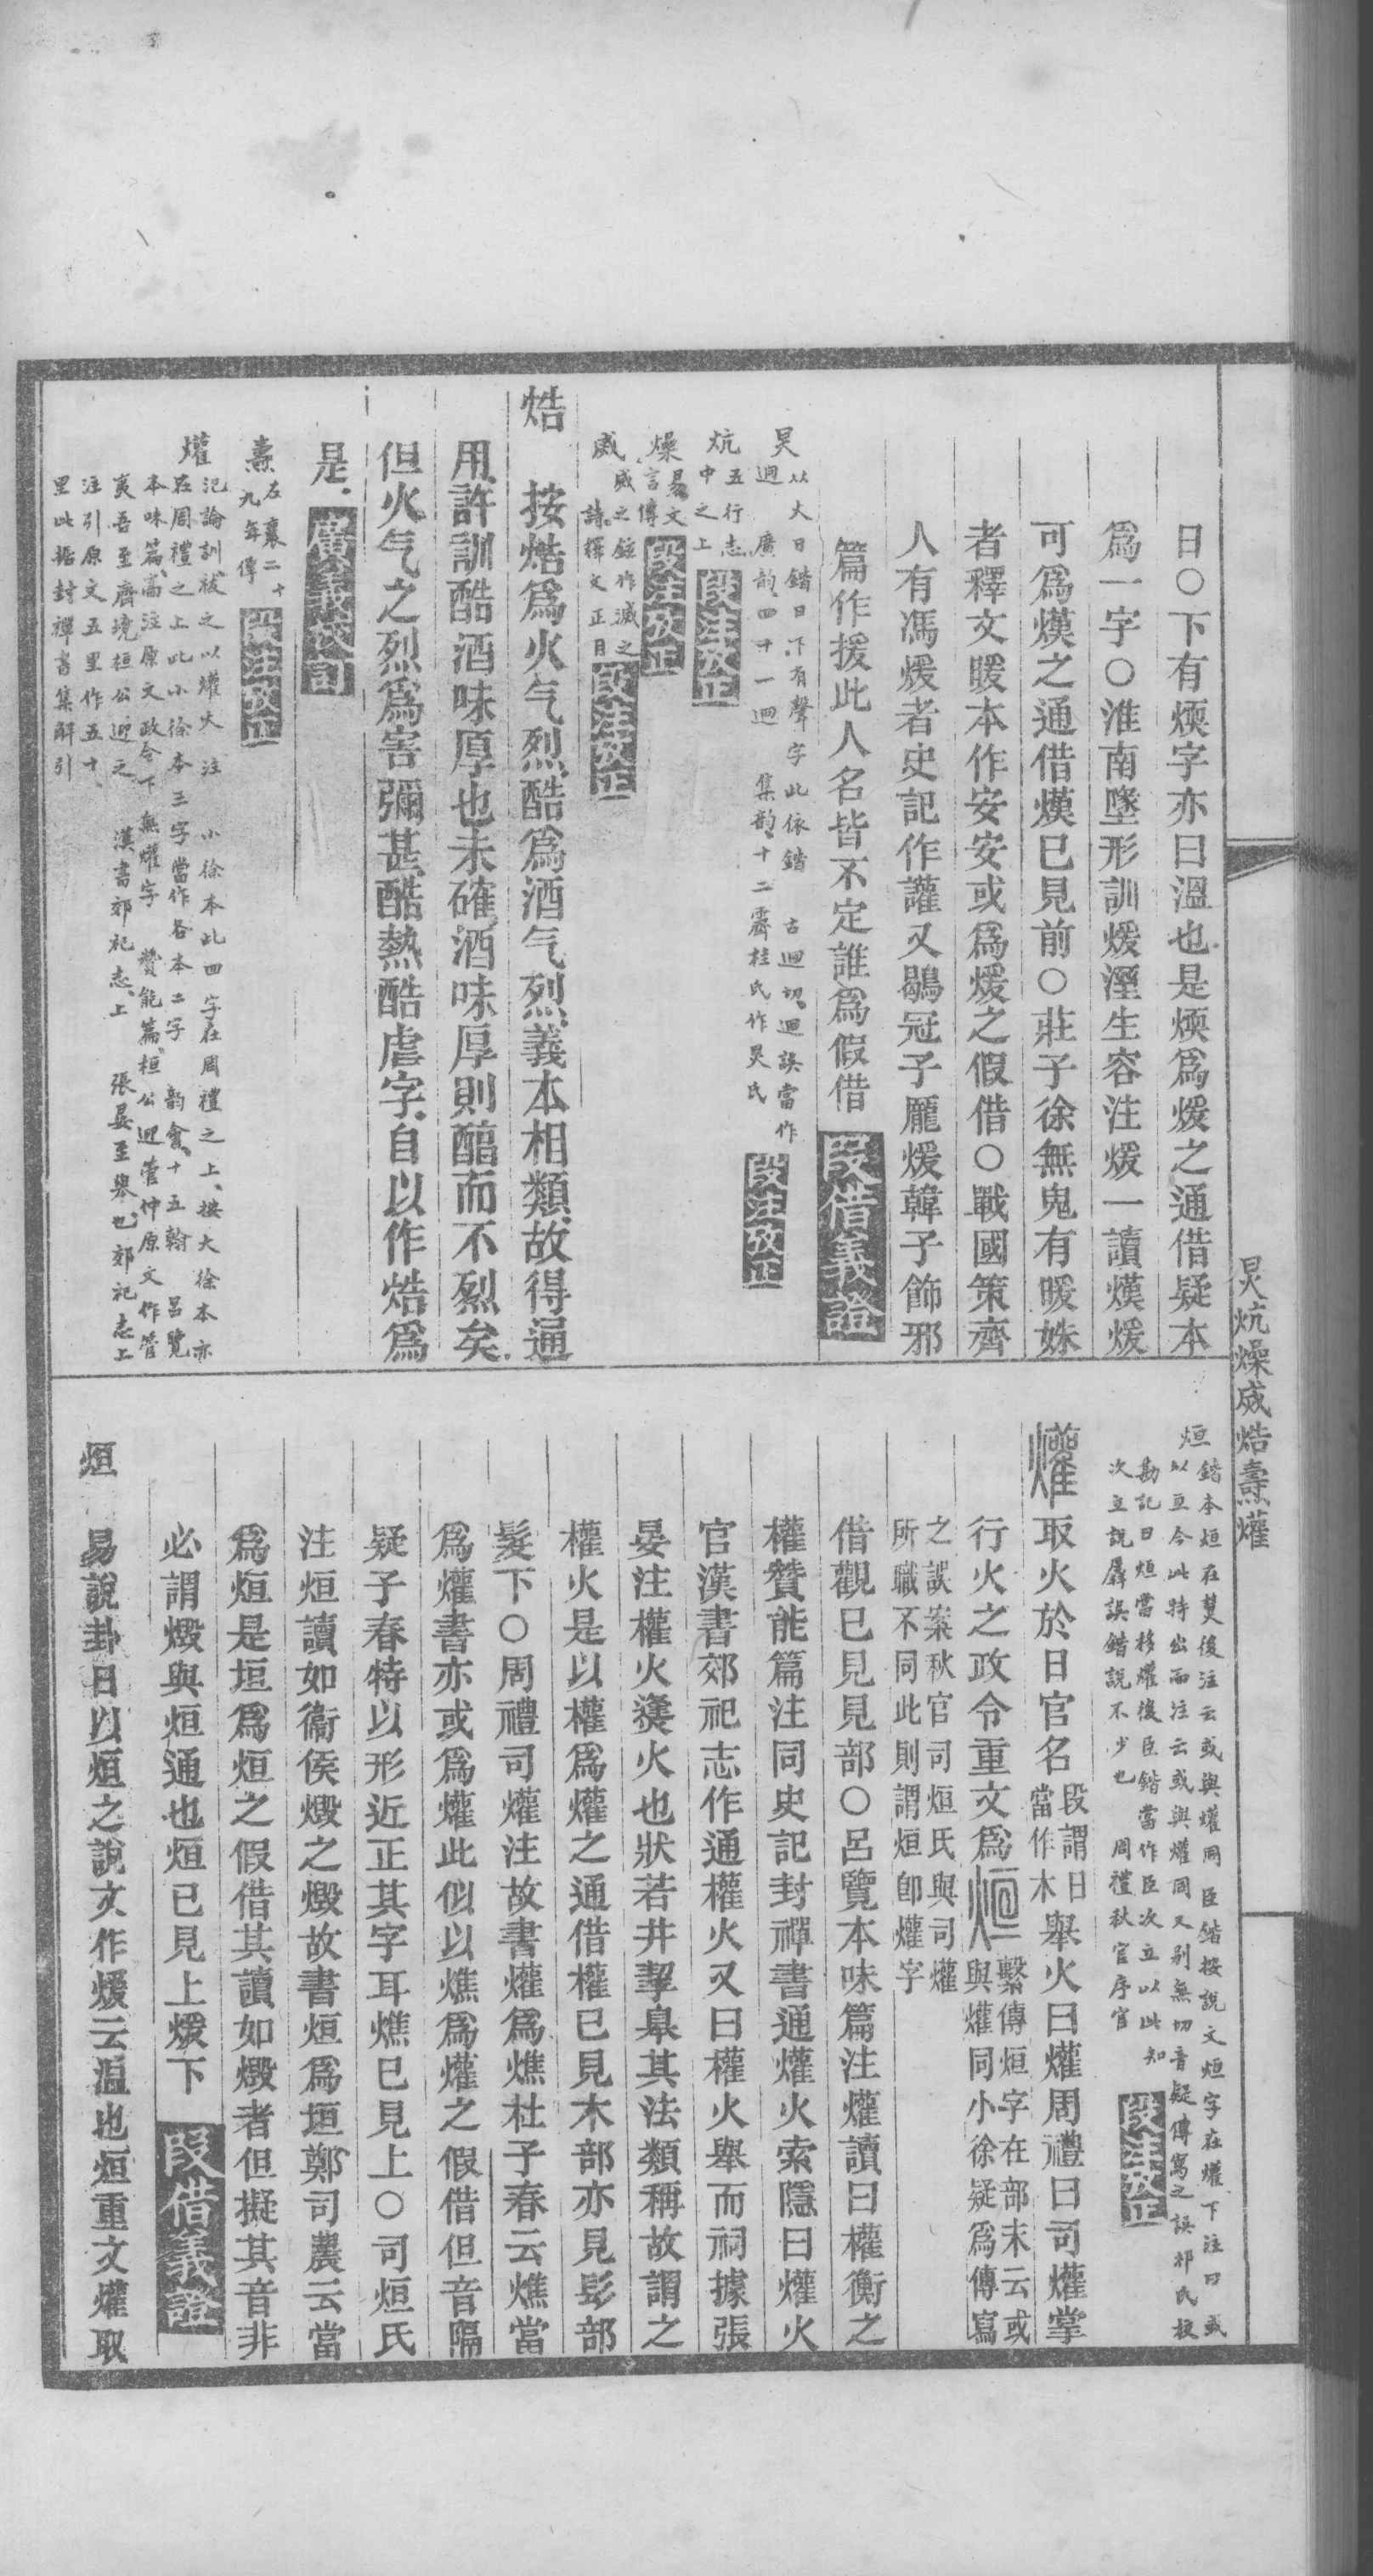 日○下有煗字亦曰溫也是煗爲煖之通借疑本
爲一字○淮南墬形訓煖溼生容注煖一讀熯煖
可爲熯之通借熯已見前○莊子徐無鬼有暖姝
者釋文暖本作安安或爲煖之假借○戰國策齊
人有馮煖者史記作讙又鶡冠子龐煖韓子飾邪
篇作援此人名皆不定誰爲假借 段借義證
炅 以火日錯曰下有聲字此依錯 古迥切迥誤當作
迥 廣韵四十一迥 集韵十二霽桂氏作炅氏 段注攷正
炕 五行志
中之上 段注攷正
燥 易文
言傳 段注攷正
烕 烕之鉉作滅之
詩釋文正月 段注攷正
焅 按焅爲火气烈酷爲酒气烈義本相類故得通
用許訓酷酒味厚也未確酒味厚則醕而不烈矣
但火气之烈爲害彌甚酷熱酷虐字自以作焅爲
是 廣義校訂
燾 左襄二十
九年傳 段注攷正
爟 氾論訓祓之以爟火注 小徐本此四字在周禮之上按大徐本亦
在周禮之上此小徐本三字當作各本二字 韵會十五翰 呂覽
本味篇高注原文政令下無爟字 贊能篇桓公迎管仲原文作管
夷吾至齊境桓公迎之 漢書郊祀志上 張晏至舉也郊祀志上
注引原文五里作五十
里此據封禪書集解引
炅炕燥烕焅燾爟
烜 錯本烜在𤋲後注云或與爟同臣錯按說文烜字在爟下注曰或
以亘今此特出而注云或與爟同又别無切音疑傳寫之誤祁氏校
勘記曰烜當移爟後臣錯當作臣次立以此知
次立說孱誤錯說不少也 周禮秋官序官 段注攷正
爟 取火於日官名 段謂日
當作木 舉火曰爟周禮曰司爟掌
行火之政令重文爲烜 繫傳烜字在部末云或
與爟同小徐疑爲傳寫
之誤案秋官司烜氏與司爟
所職不同此則謂烜卽爟字
借觀已見見部○呂覽本味篇注爟讀曰權衡之
權贊能篇注同史記封禪書通爟火索隱曰爟火
官漢書郊祀志作通權火又曰權火舉而祠據張
晏注權火㷭火也狀若井挈皋其法類稱故謂之
權火是以權爲爟之通借權已見木部亦見髟部
髮下○周禮司爟注故書爟爲燋杜子春云燋當
爲爟書亦或爲爟此似以燋爲爟之假借但音隔
疑子春特以形近正其字耳燋已見上○司烜氏
注烜讀如衞侯燬之燬故書烜爲垣鄭司農云當
爲烜是垣爲烜之假借其讀如燬者但擬其音非
必謂燬與烜通也烜已見上煖下 段借義證
烜 易說卦日以烜之說文作煖云溫也烜重文爟取